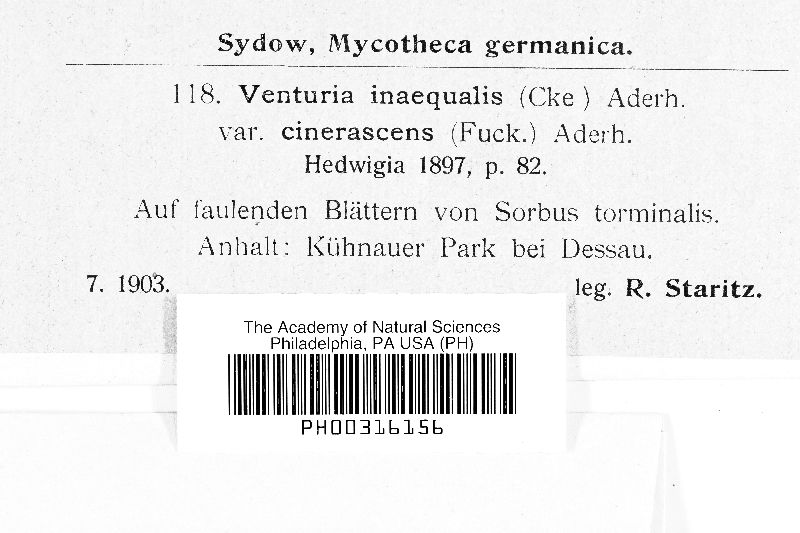 Sydow, Mycotheca germanica.
118. Venturia inaequalis (Cke ) Aderh.
var. cinerascens (Fuck.) Aderh.
Hedwigia 1897, p. 82.
Auf faulenden Blättern von Sorbus torminalis.
Anhalt: Kühnauer Park bei Dessau.
7. 1903. leg. R. Staritz.
The Academy of Natural Sciences
Philadelphia, PA USA (PH)
PH00316156